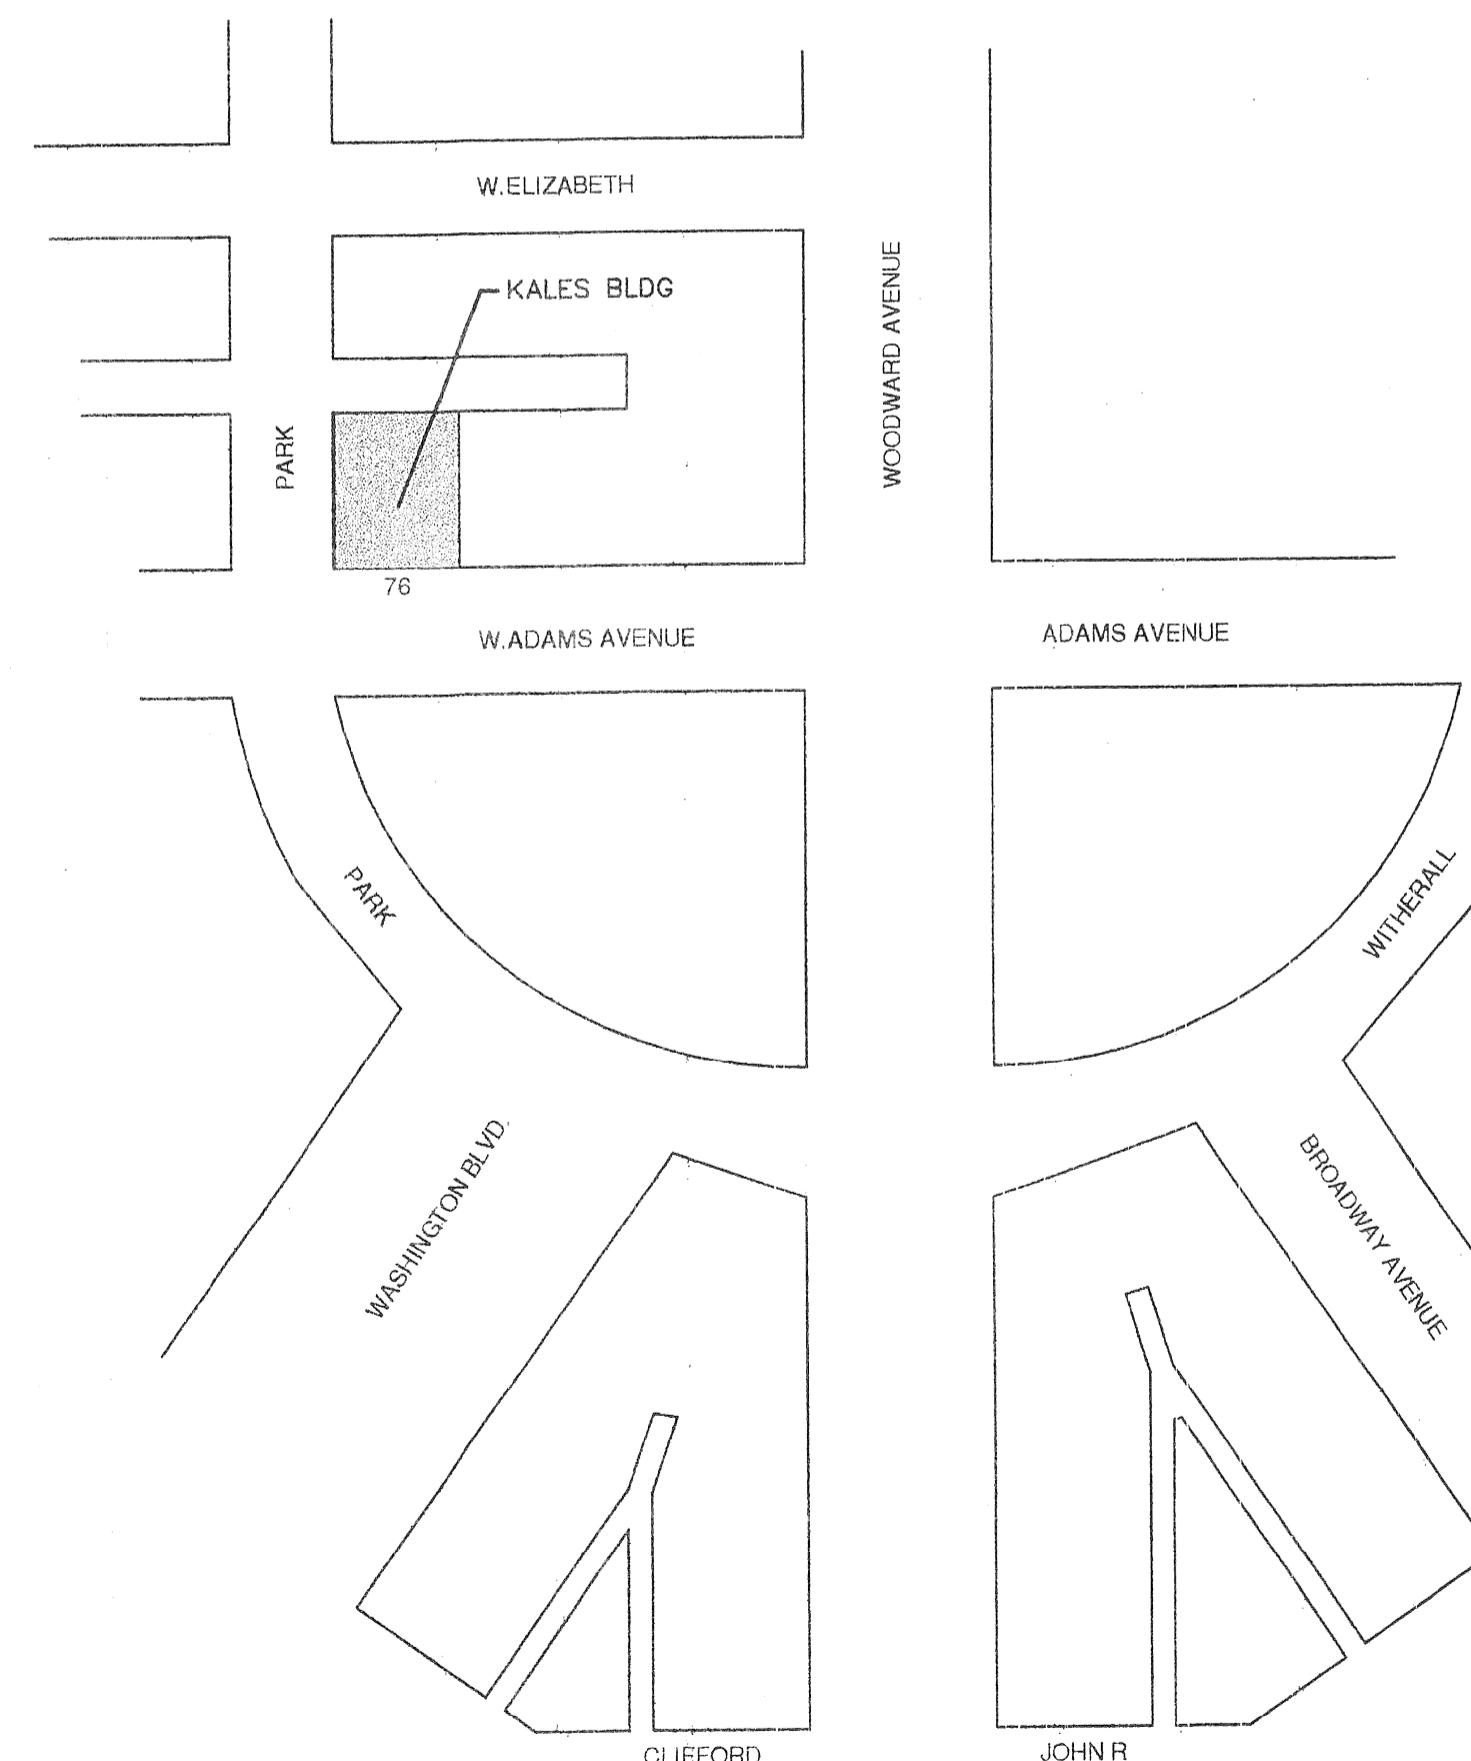 W.ELIZABETH
KALES BLDG
WOODWARD AVENUE
PARK
76
W.ADAMS AVENUE
ADAMS AVENUE
PARK
WITHERALL
WASHINGTON BLVD.
BROADWAY AVENUE
CLIFFORD
JOHN R